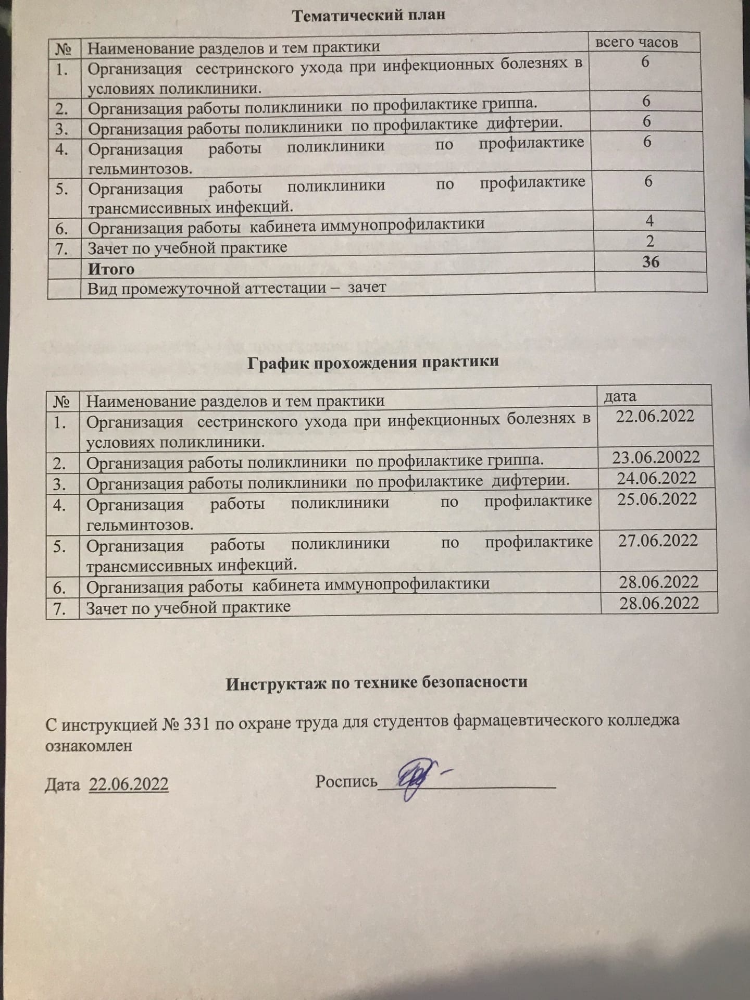 Тематический план
№ Наименование разделов и тем практики всего часов
1. Организация сестринского ухода при инфекционных болезнях в 6
условиях поликлиники.
2. Организация работы поликлиники по профилактике гриппа. 6
3. Организация работы поликлиники по профилактике дифтерии. 6
4. Организация работы поликлиники по профилактике 6
гельминтозов.
5. Организация работы поликлиники по профилактике 6
трансмиссивных инфекций.
6. Организация работы кабинета иммунопрофилактики 4
7. Зачет по учебной практике 2
Итого 36
Вид промежуточной аттестации – зачет
График прохождения практики
№ Наименование разделов и тем практики дата
1. Организация сестринского ухода при инфекционных болезнях в 22.06.2022
условиях поликлиники.
2. Организация работы поликлиники по профилактике гриппа. 23.06.20022
3. Организация работы поликлиники по профилактике дифтерии. 24.06.2022
4. Организация работы поликлиники по профилактике 25.06.2022
гельминтозов.
5. Организация работы поликлиники по профилактике 27.06.2022
трансмиссивных инфекций.
6. Организация работы кабинета иммунопрофилактики 28.06.2022
7. Зачет по учебной практике 28.06.2022
Инструктаж по технике безопасности
С инструкцией № 331 по охране труда для студентов фармацевтического колледжа
ознакомлен
Дата 22.06.2022 Роспись